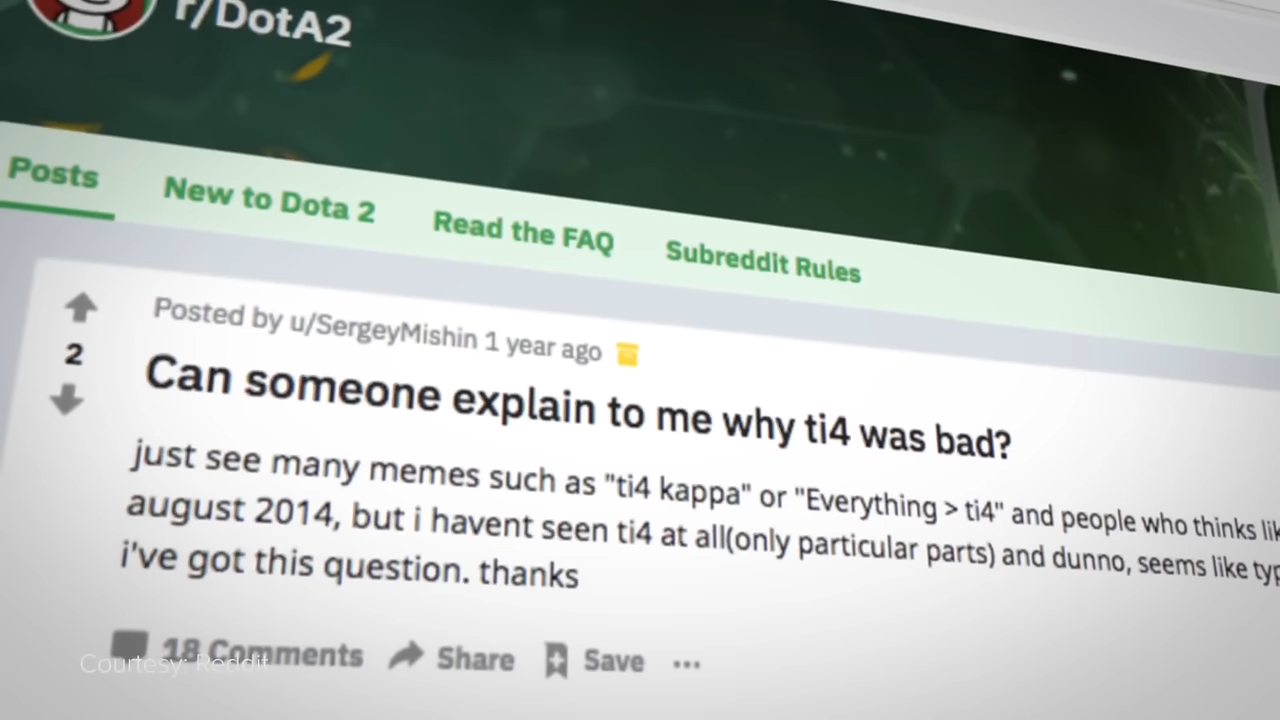 r/DotA2
Posts New to Dota 2 Read the FAQ Subreddit Rules
Posted by u/SergeyMishin 1 year ago
2
Can someone explain to me why ti4 was bad?
just see many memes such as "ti4 kappa" or "Everything > ti4" and people who thinks
august 2014, but i havent seen ti4 at all(only particular parts) and dunno, seems like
i've got this question. thanks
18 Comments Share Save ...
Courtesy: Reddit